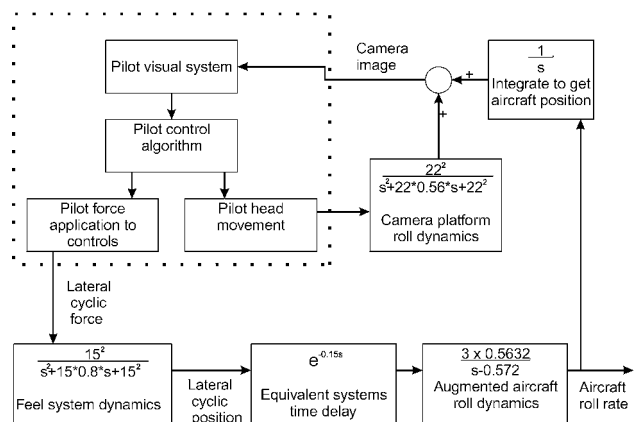 Pilot visual system
Pilot control
algorithm
Pilot force
application to
controls
Pilot head
movement
Camera
image
+
+
1
s
Integrate to get
aircraft position
22²
s²+22*0.56*s+22²
Camera platform
roll dynamics
Lateral
cyclic
force
15²
s²+15*0.8*s+15²
Feel system dynamics
Lateral
cyclic
position
e-0.15s
Equivalent systems
time delay
3 x 0.5632
s-0.572
Augmented aircraft
roll dynamics
Aircraft
roll rate